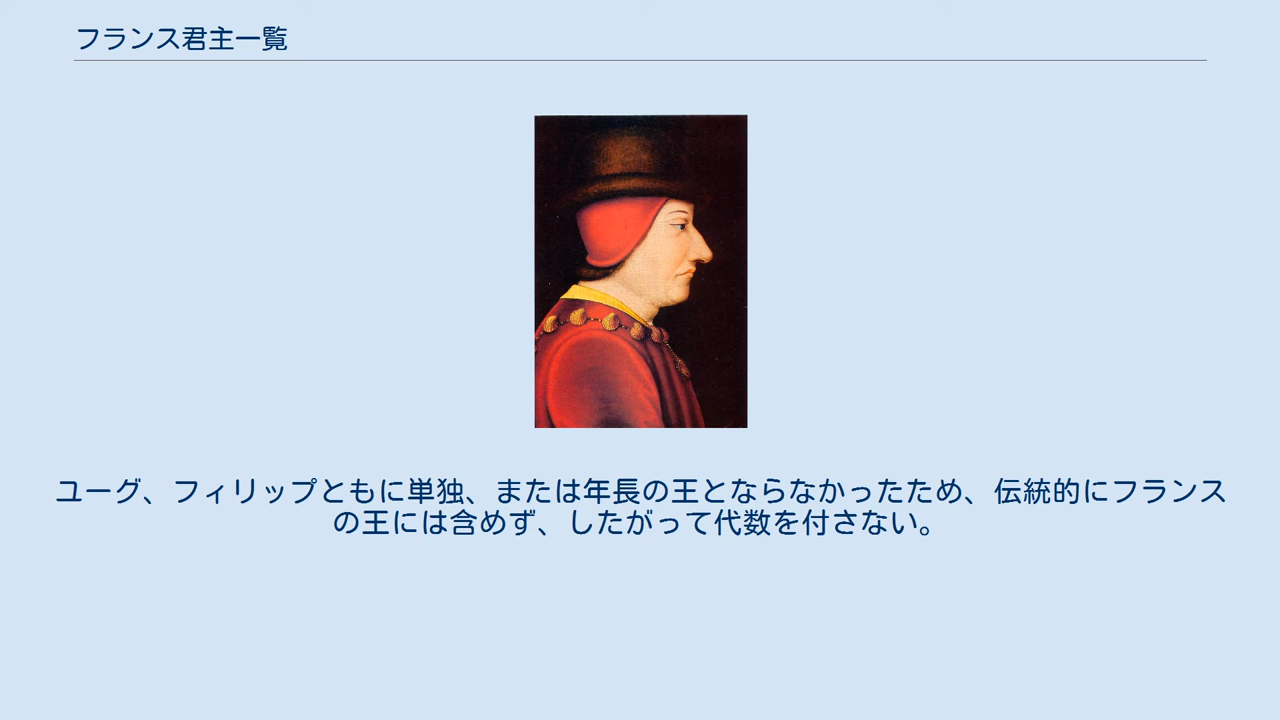 フランス君主一覧
ユーグ、フィリップともに単独、または年長の王とならなかったため、伝統的にフランス
の王には含めず、したがって代数を付さない。